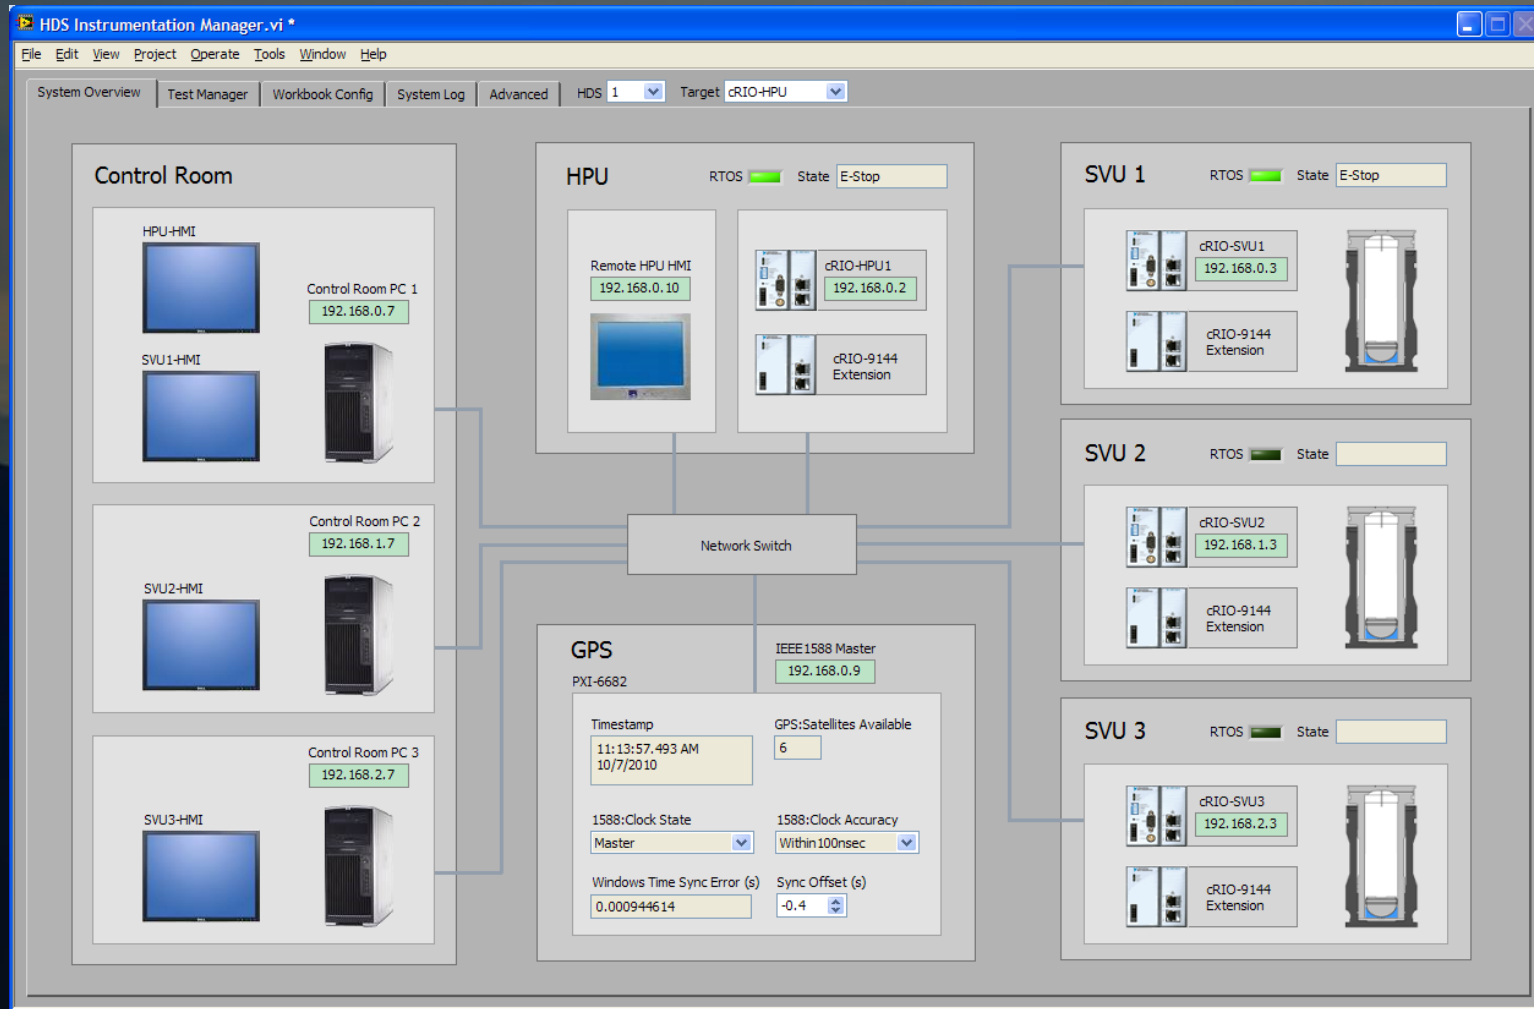 HDS Instrumentation Manager.vi *
File Edit View Project Operate Tools Window Help
System Overview Test Manager Workbook Config System Log Advanced HDS 1 Target cRIO-HPU
Control Room
HPU-HMI
Control Room PC 1
192.168.0.7
SVU1-HMI
Control Room PC 2
192.168.1.7
SVU2-HMI
Control Room PC 3
192.168.2.7
SVU3-HMI
HPU RTOS State E-Stop
Remote HPU HMI
192.168.0.10
cRIO-HPU1
192.168.0.2
cRIO-9144
Extension
Network Switch
GPS
PXI-6682
IEEE1588 Master
192.168.0.9
Timestamp
11:13:57.493 AM
10/7/2010
GPS:Satellites Available
6
1588:Clock State
Master
1588:Clock Accuracy
Within100nsec
Windows Time Sync Error (s)
0.000944614
Sync Offset (s)
-0.4
SVU 1 RTOS State E-Stop
cRIO-SVU1
192.168.0.3
cRIO-9144
Extension
SVU 2 RTOS State
cRIO-SVU2
192.168.1.3
cRIO-9144
Extension
SVU 3 RTOS State
cRIO-SVU3
192.168.2.3
cRIO-9144
Extension